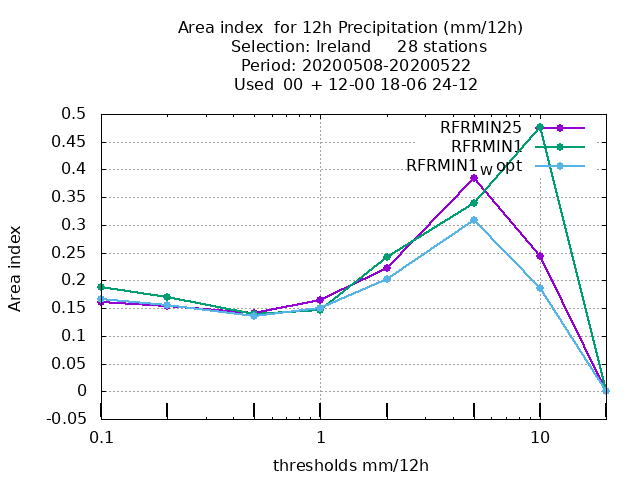 Area index  for 12h Precipitation (mm/12h)
Selection: Ireland     28 stations
Period: 20200508-20200522
Used 00 + 12-00 18-06 24-12
0.5
0.45
0.4
0.35
0.3
0.25
0.2
0.15
0.1
0.05
0
-0.05
Area index
RFRMIN25
RFRMIN1
RFRMIN1w opt
0.1 1 10
thresholds mm/12h